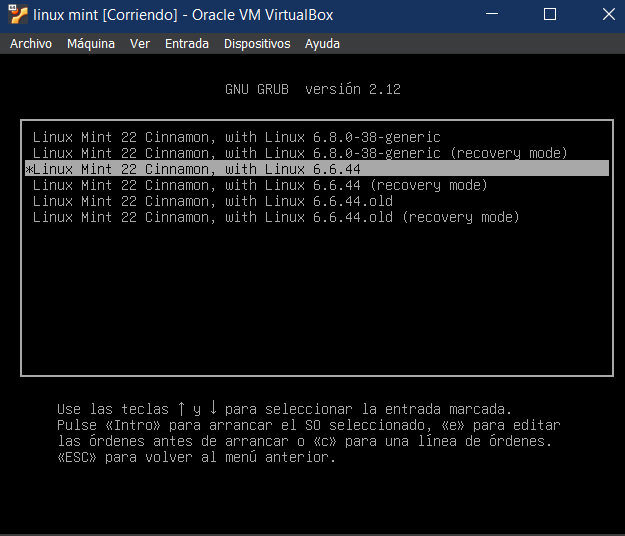 linux mint [Corriendo] - Oracle VM VirtualBox
Archivo Máquina Ver Entrada Dispositivos Ayuda
GNU GRUB versión 2.12
Linux Mint 22 Cinnamon, with Linux 6.8.0-38-generic
Linux Mint 22 Cinnamon, with Linux 6.8.0-38-generic (recovery mode)
*Linux Mint 22 Cinnamon, with Linux 6.6.44
Linux Mint 22 Cinnamon, with Linux 6.6.44 (recovery mode)
Linux Mint 22 Cinnamon, with Linux 6.6.44.old
Linux Mint 22 Cinnamon, with Linux 6.6.44.old (recovery mode)
Use las teclas ↑ y ↓ para seleccionar la entrada marcada.
Pulse «Intro» para arrancar el SO seleccionado, «e» para editar
las órdenes antes de arrancar o «c» para una línea de órdenes.
«ESC» para volver al menú anterior.